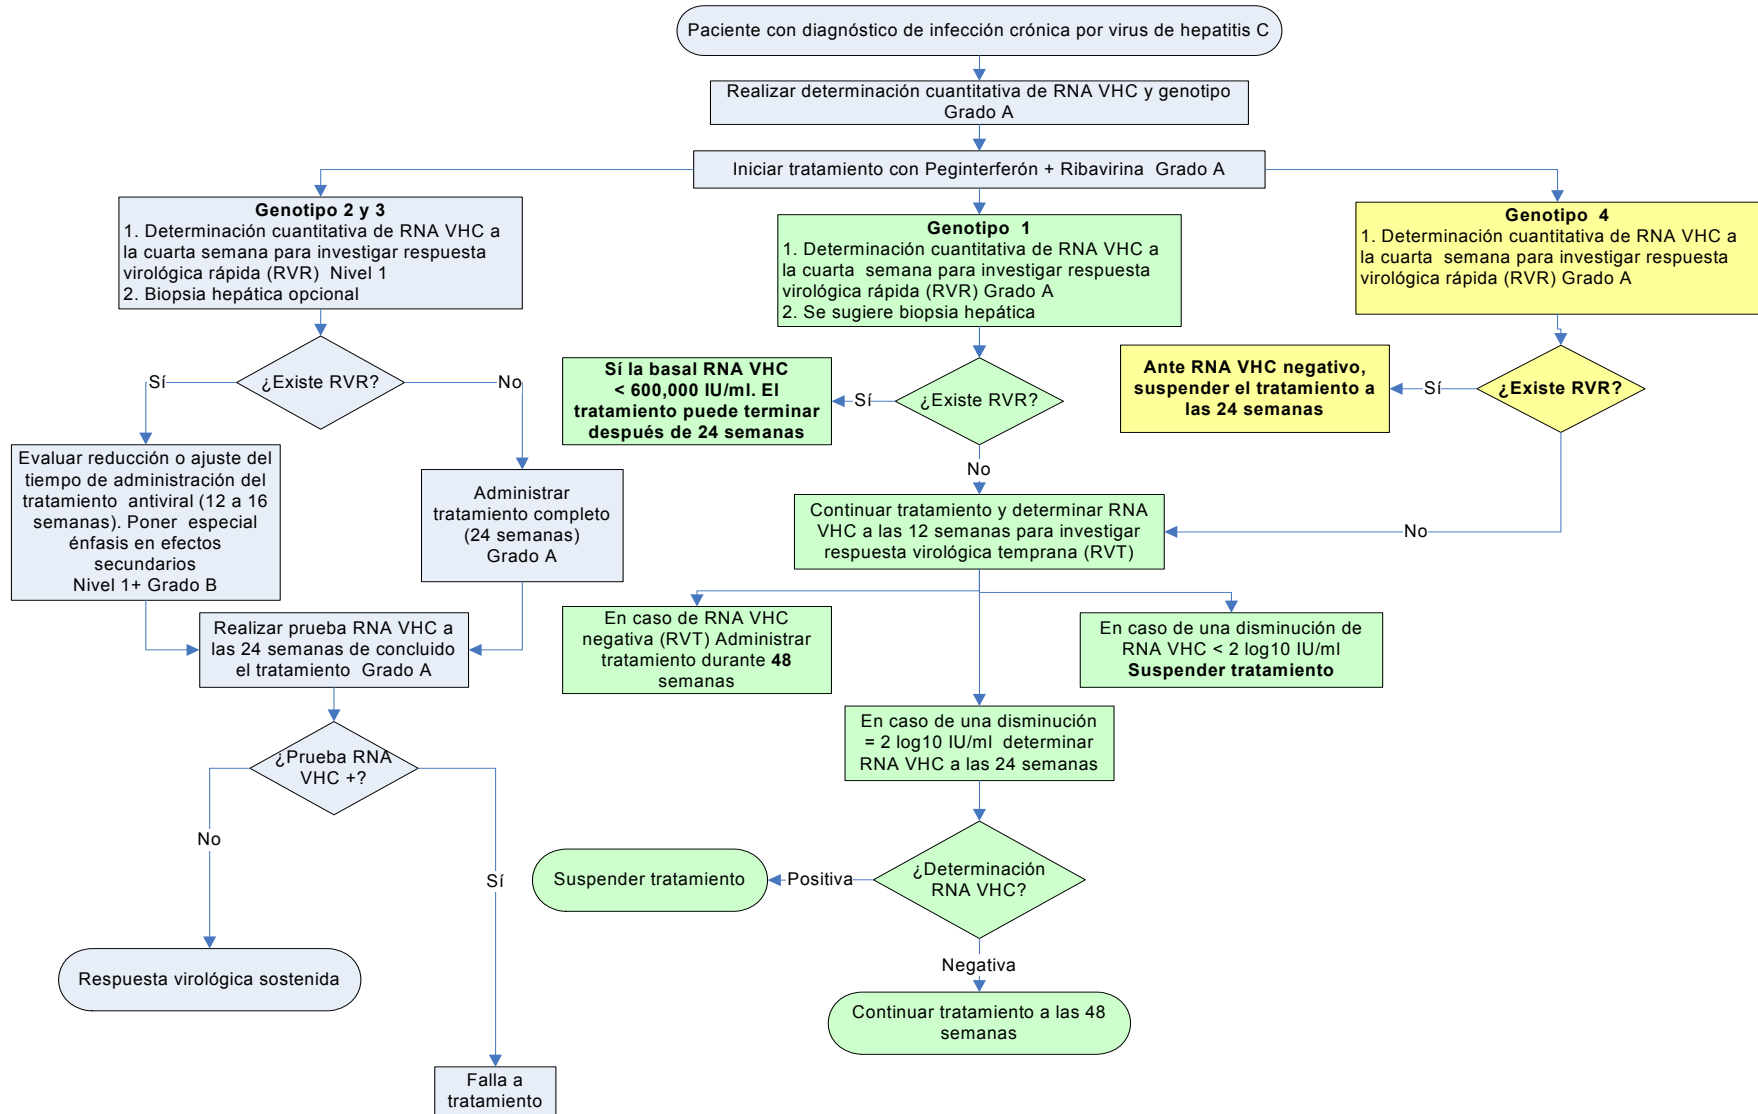 Paciente con diagnóstico de infección crónica por virus de hepatitis C
Realizar determinación cuantitativa de RNA VHC y genotipo
Grado A
Iniciar tratamiento con Peginterferón + Ribavirina Grado A
Genotipo 2 y 3
1. Determinación cuantitativa de RNA VHC a
la cuarta semana para investigar respuesta
virológica rápida (RVR) Nivel 1
2. Biopsia hepática opcional
Genotipo 1
1. Determinación cuantitativa de RNA VHC a
la cuarta semana para investigar respuesta
virológica rápida (RVR) Grado A
2. Se sugiere biopsia hepática
Genotipo 4
1. Determinación cuantitativa de RNA VHC a
la cuarta semana para investigar respuesta
virológica rápida (RVR) Grado A
Sí
¿Existe RVR?
No
Sí la basal RNA VHC
< 600,000 IU/ml. El
tratamiento puede terminar
después de 24 semanas
Sí
¿Existe RVR?
No
Ante RNA VHC negativo,
suspender el tratamiento a
las 24 semanas
Sí
¿Existe RVR?
No
Evaluar reducción o ajuste del
tiempo de administración del
tratamiento antiviral (12 a 16
semanas). Poner especial
énfasis en efectos
secundarios
Nivel 1+ Grado B
Administrar
tratamiento completo
(24 semanas)
Grado A
Continuar tratamiento y determinar RNA
VHC a las 12 semanas para investigar
respuesta virológica temprana (RVT)
Realizar prueba RNA VHC a
las 24 semanas de concluido
el tratamiento Grado A
En caso de RNA VHC
negativa (RVT) Administrar
tratamiento durante 48
semanas
En caso de una disminución de
RNA VHC < 2 log10 IU/ml
Suspender tratamiento
En caso de una disminución
= 2 log10 IU/ml determinar
RNA VHC a las 24 semanas
¿Prueba RNA
VHC +?
No
Sí
Suspender tratamiento
Positiva
¿Determinación
RNA VHC?
Negativa
Respuesta virológica sostenida
Continuar tratamiento a las 48
semanas
Falla a
tratamiento